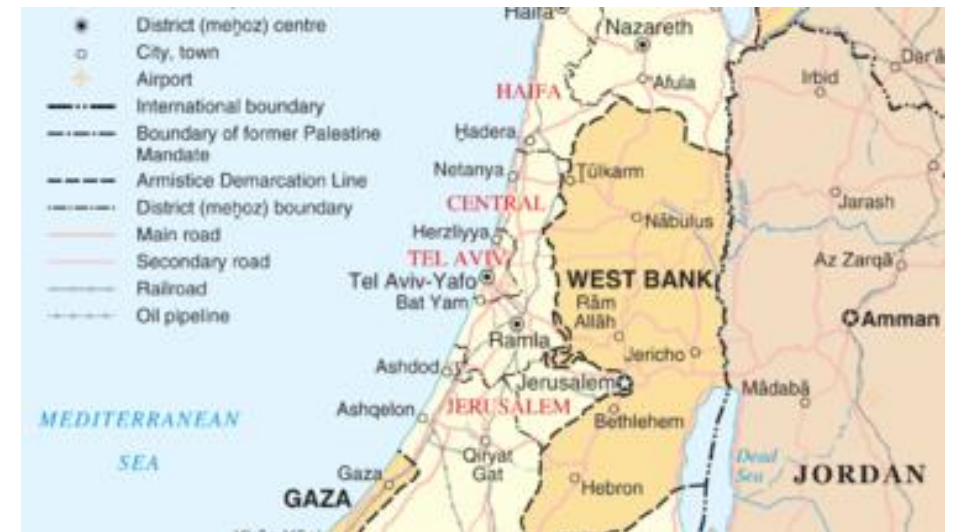 District (meḥoz) centre
City, town
Airport
International boundary
Boundary of former Palestine
Mandate
Armistice Demarcation Line
District (meḥoz) boundary
Main road
Secondary road
Railroad
Oil pipeline
Haifa
Nazareth
Dar'ā
Irbid
'Afula
HAIFA
Ḥadera
Netanya
Ṭūlkarm
Jarash
CENTRAL
Nābulus
Herzliyya
TEL AVIV
Az Zarqā
Tel Aviv-Yafo
WEST BANK
Bat Yam
Rām
Allāh
Amman
Ramla
Jericho
Ashdod
Jerusalem
Mādabā
Ashqelon
JERUSALEM
Bethlehem
MEDITERRANEAN
SEA
Qiryat
Gat
Dead
Sea
JORDAN
Gaza
Hebron
GAZA